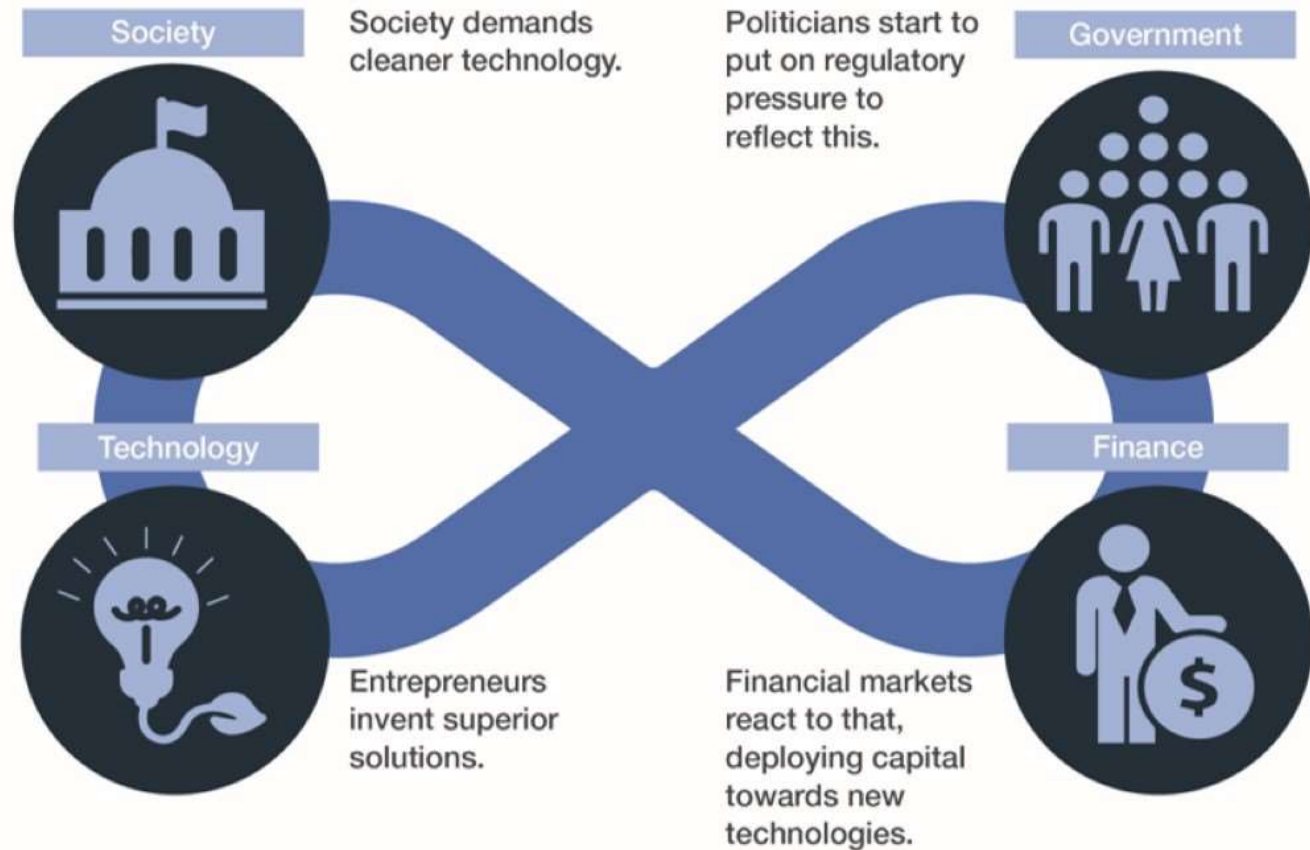 Society
Society demands
cleaner technology.
Politicians start to
put on regulatory
pressure to
reflect this.
Government
Technology
Entrepreneurs
invent superior
solutions.
Financial markets
react to that,
deploying capital
towards new
technologies.
Finance
$